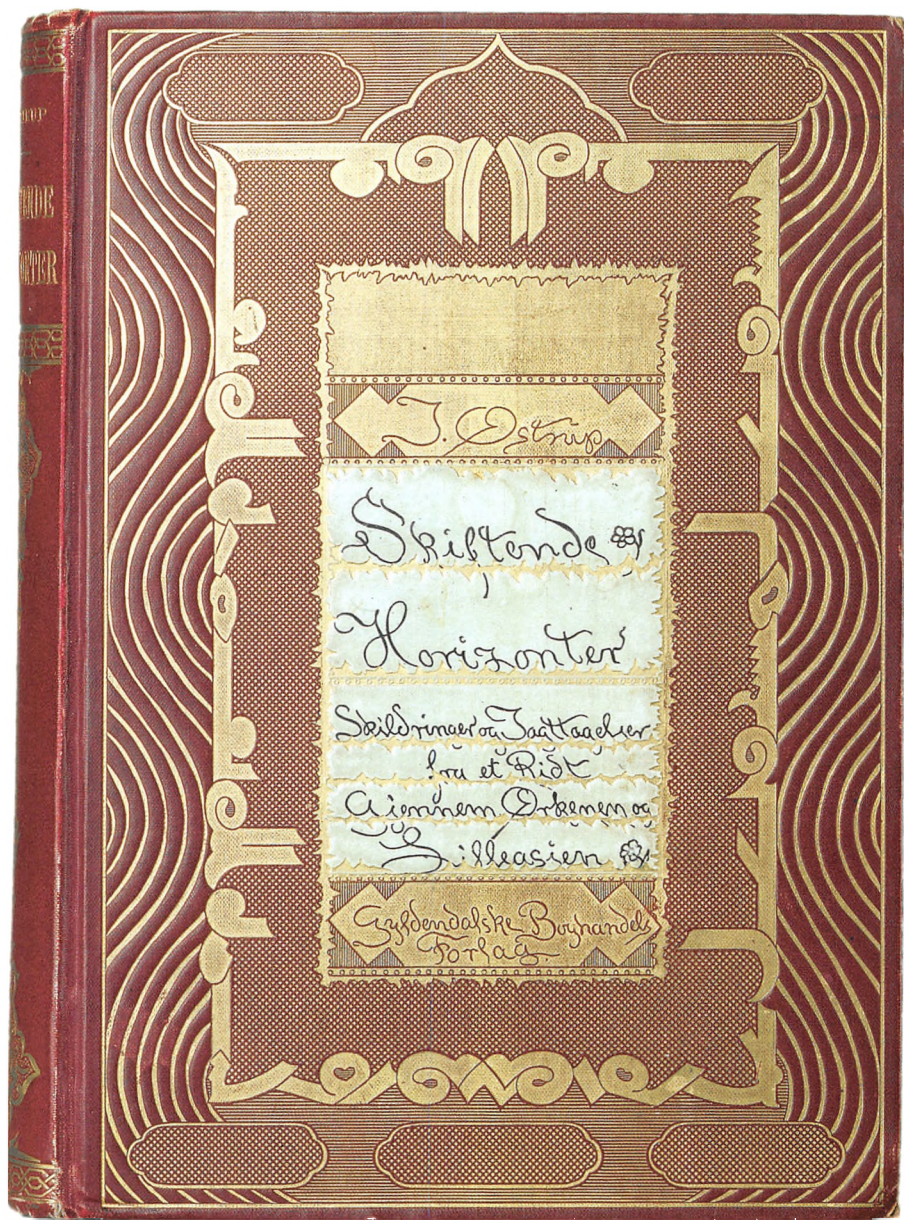 J. Østrup
Skiftende
Horizonter
Skildringer og Iagttagelser
fra et Ridt
Gjennem Ørkenen og
Lilleasien
Gyldendalske Boghandels
Forlag